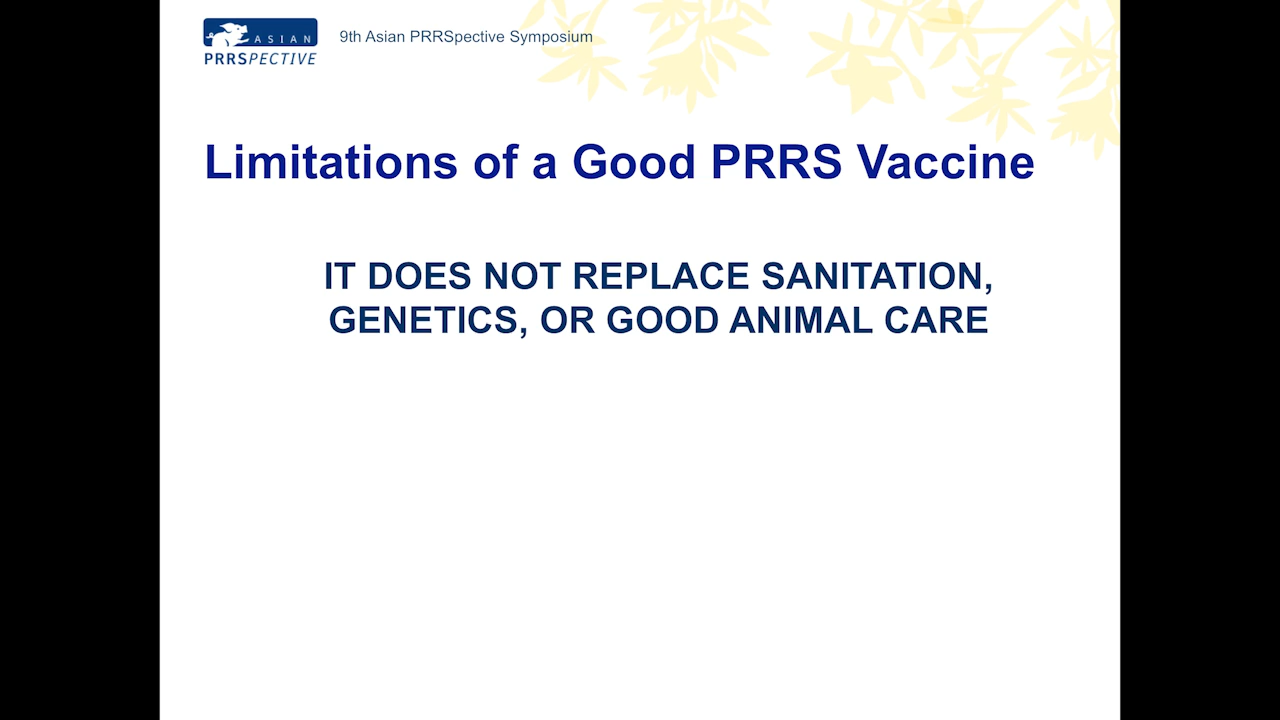 ASIAN
PRRSPECTIVE
9th Asian PRRSpective Symposium
Limitations of a Good PRRS Vaccine
IT DOES NOT REPLACE SANITATION,
GENETICS, OR GOOD ANIMAL CARE